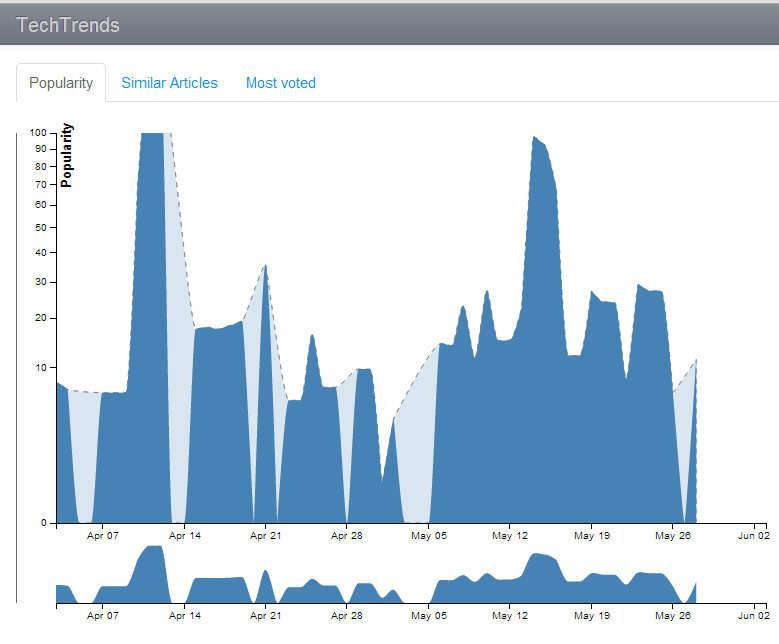 TechTrends
Popularity Similar Articles Most voted
Popularity
100
90
80
70
60
50
40
30
20
10
0
Apr 07 Apr 14 Apr 21 Apr 28 May 05 May 12 May 19 May 26 Jun 02
Apr 07 Apr 14 Apr 21 Apr 28 May 05 May 12 May 19 May 26 Jun 02